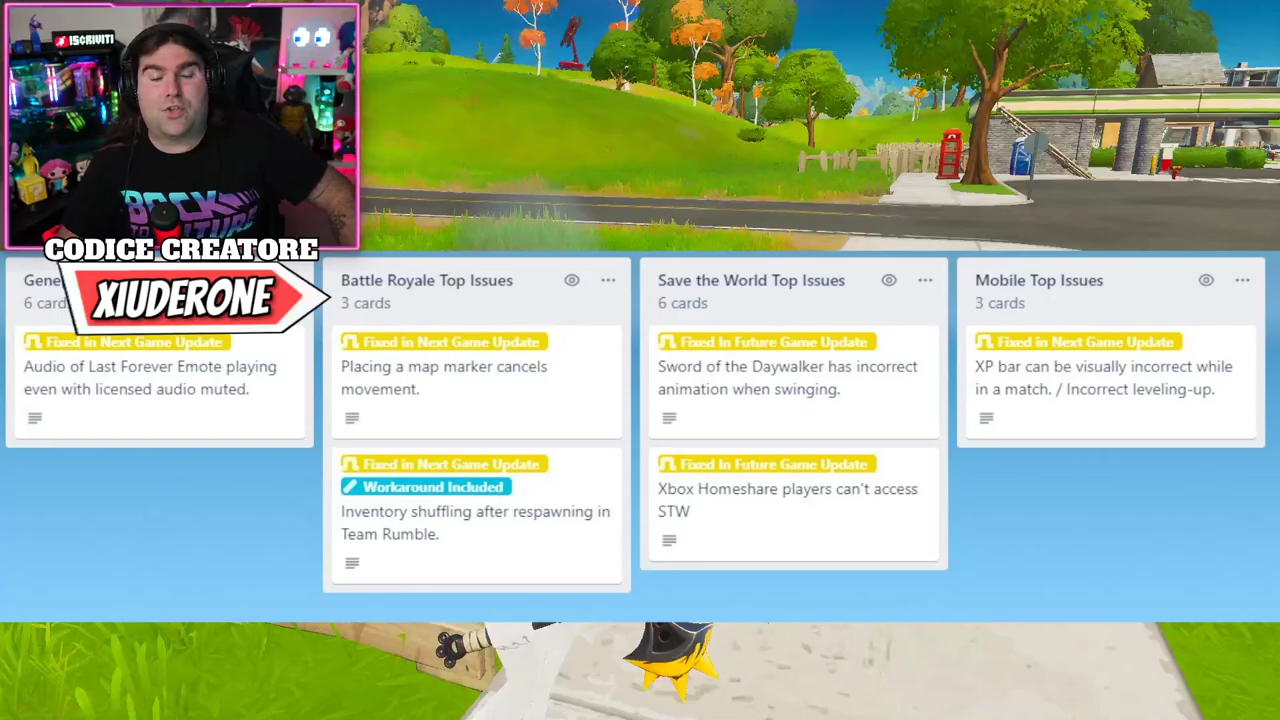 ISCRIVITI
CODICE CREATORE
XIUDERONE
Gene
6 card
Fixed in Next Game Update
Audio of Last Forever Emote playing
even with licensed audio muted.
Battle Royale Top Issues
3 cards
Fixed in Next Game Update
Placing a map marker cancels
movement.
Fixed in Next Game Update
Workaround Included
Inventory shuffling after respawning in
Team Rumble.
Save the World Top Issues
6 cards
Fixed In Future Game Update
Sword of the Daywalker has incorrect
animation when swinging.
Fixed In Future Game Update
Xbox Homeshare players can't access
STW
Mobile Top Issues
3 cards
Fixed in Next Game Update
XP bar can be visually incorrect while
in a match. / Incorrect leveling-up.